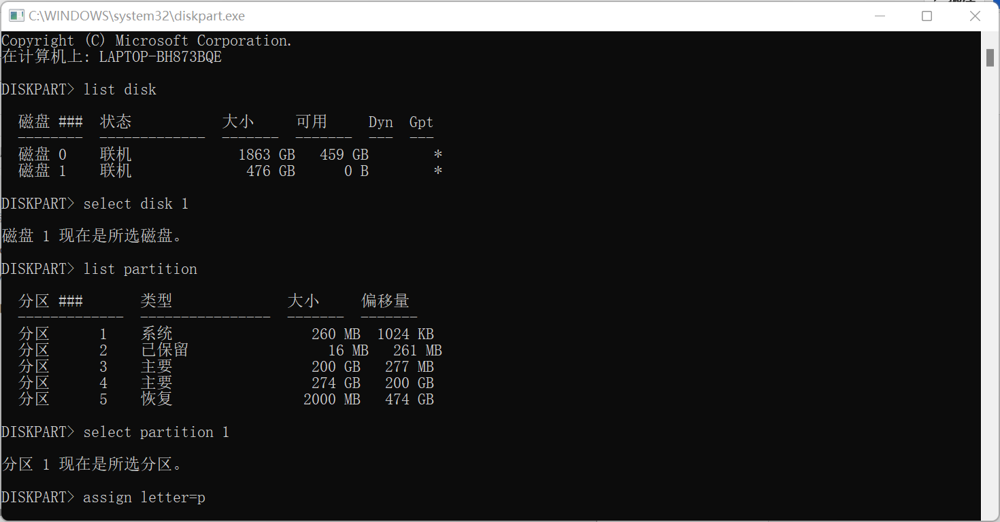 C:\WINDOWS\system32\diskpart.exe
Copyright (C) Microsoft Corporation.
在计算机上: LAPTOP-BH873BQE
DISKPART> list disk
磁盘 ### 状态 大小 可用 Dyn Gpt
-------- ------------- ------- ------- --- ---
磁盘 0 联机 1863 GB 459 GB *
磁盘 1 联机 476 GB 0 B *
DISKPART> select disk 1
磁盘 1 现在是所选磁盘。
DISKPART> list partition
分区 ### 类型 大小 偏移量
------------- ---------------- ------- -------
分区 1 系统 260 MB 1024 KB
分区 2 已保留 16 MB 261 MB
分区 3 主要 200 GB 277 MB
分区 4 主要 274 GB 200 GB
分区 5 恢复 2000 MB 474 GB
DISKPART> select partition 1
分区 1 现在是所选分区。
DISKPART> assign letter=p